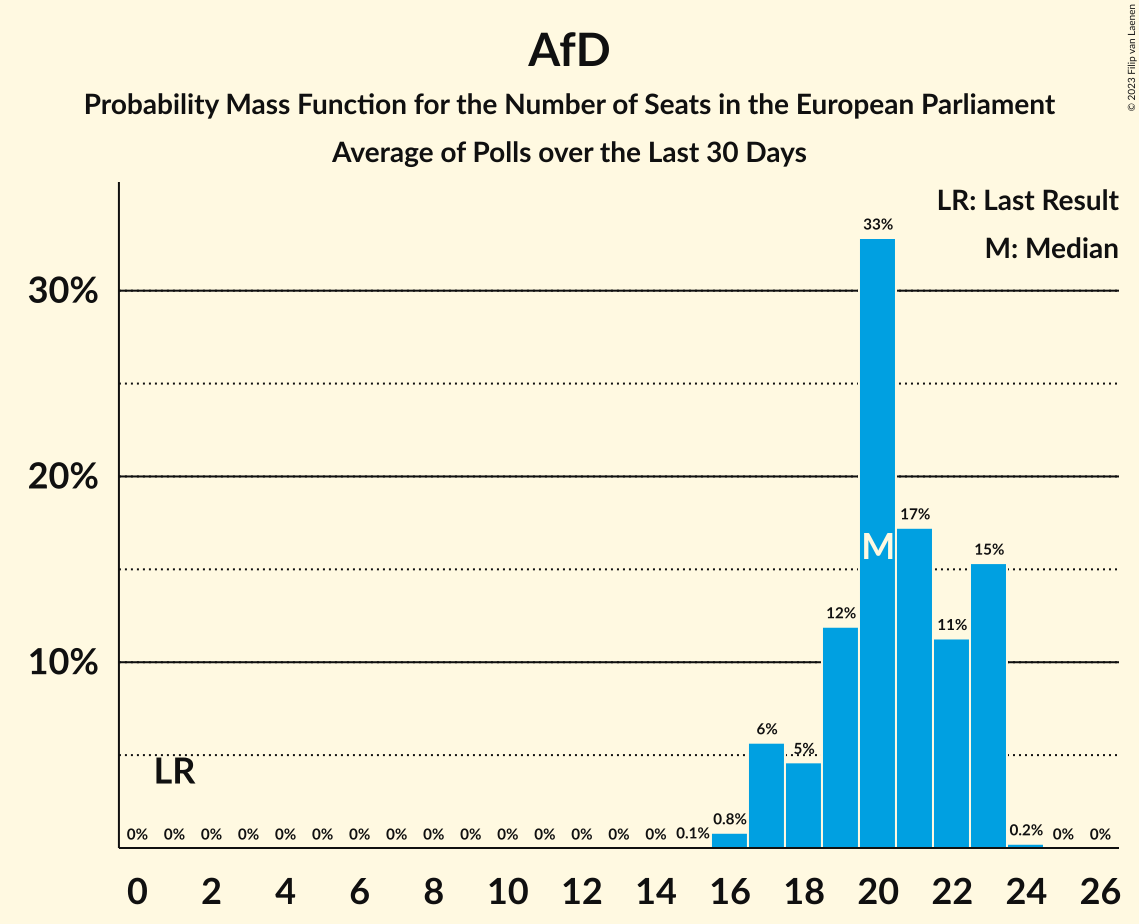 AfD
Probability Mass Function for the Number of Seats in the European Parliament
Average of Polls over the Last 30 Days
© 2023 Filip van Laenen
LR: Last Result
M: Median
30%
20%
10%
LR
M
0% 0% 0% 0% 0% 0% 0% 0% 0% 0% 0% 0% 0% 0% 0% 0.1% 0.8% 6% 5% 12% 33% 17% 11% 15% 0.2% 0% 0%
0 2 4 6 8 10 12 14 16 18 20 22 24 26